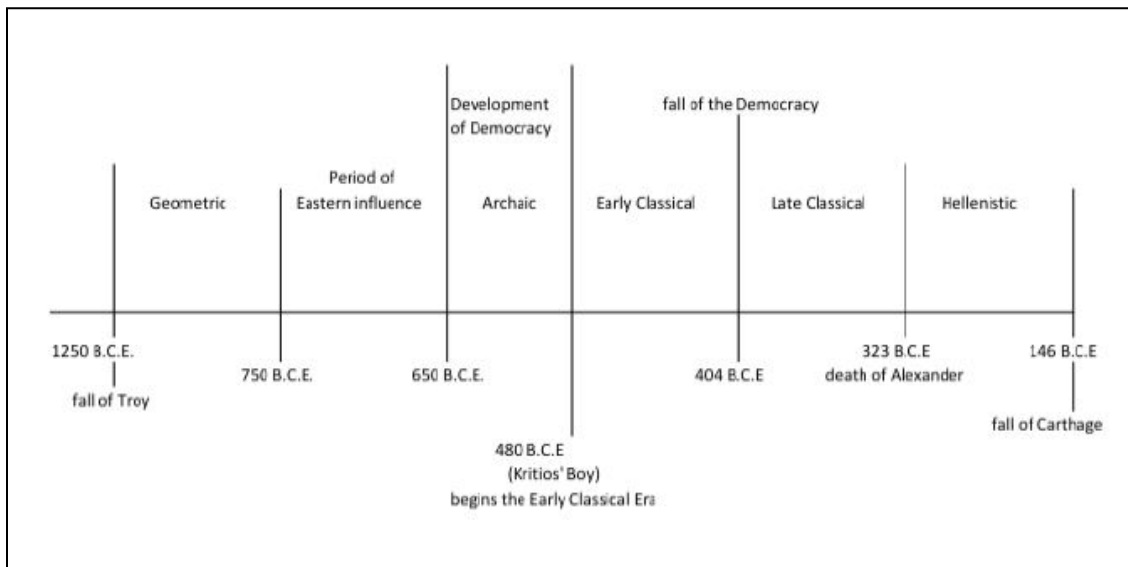 Development
of Democracy
fall of the Democracy
Period of
Eastern influence
Geometric
Archaic
Early Classical
Late Classical
Hellenistic
1250 B.C.E.
fall of Troy
750 B.C.E.
650 B.C.E.
480 B.C.E
(Kritios' Boy)
begins the Early Classical Era
404 B.C.E
323 B.C.E
death of Alexander
146 B.C.E
fall of Carthage